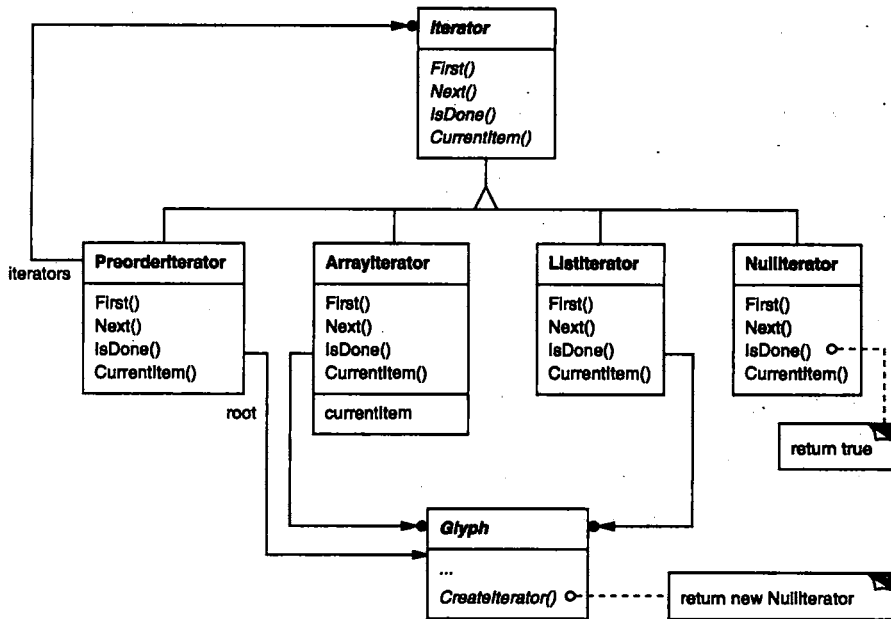 Iterator
First()
Next()
IsDone()
CurrentItem()
iterators
PreorderIterator
First()
Next()
IsDone()
CurrentItem()
root
ArrayIterator
First()
Next()
IsDone()
CurrentItem()
currentItem
ListIterator
First()
Next()
IsDone()
CurrentItem()
NullIterator
First()
Next()
IsDone()
CurrentItem()
return true
Glyph
...
CreateIterator()
return new NullIterator